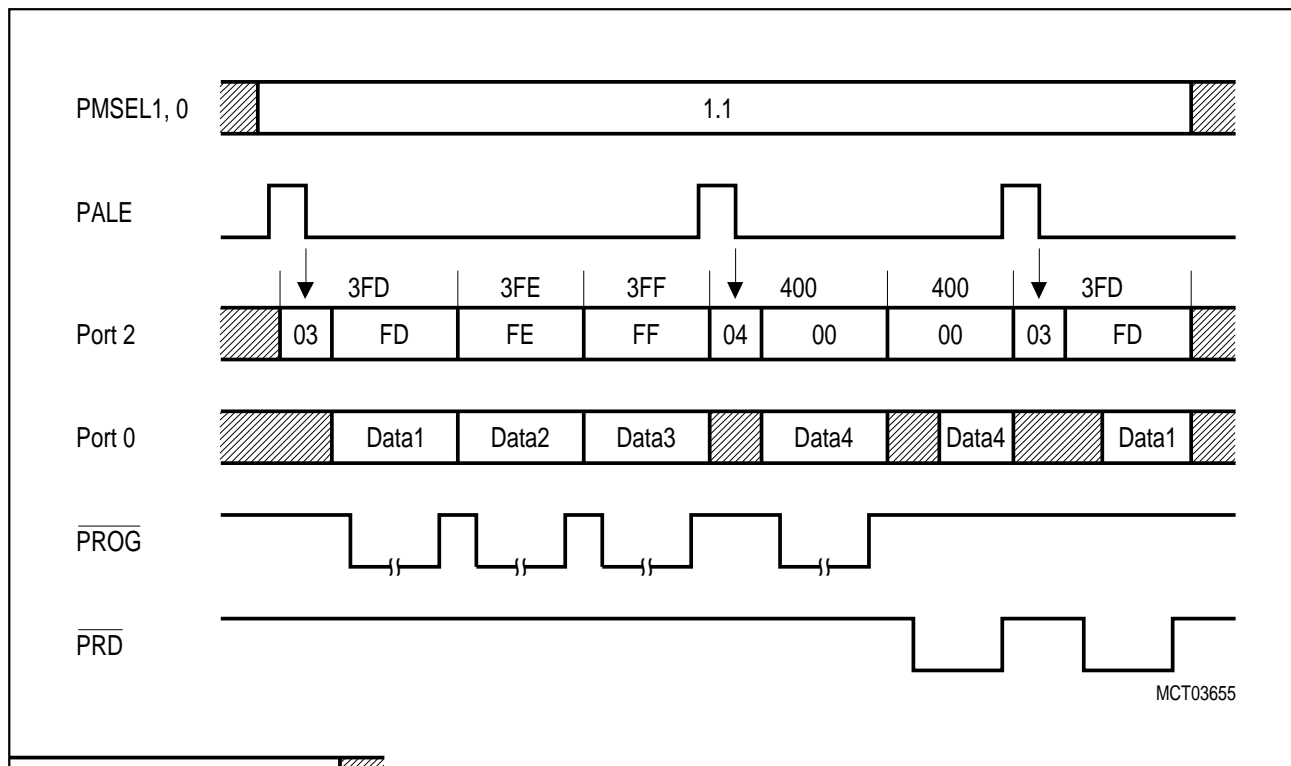 PMSEL1, 0 1.1
PALE
3FD 3FE 3FF 400 400 3FD
Port 2 03 FD FE FF 04 00 00 03 FD
Port 0 Data1 Data2 Data3 Data4 Data4 Data1
PROG
PRD
MCT03655